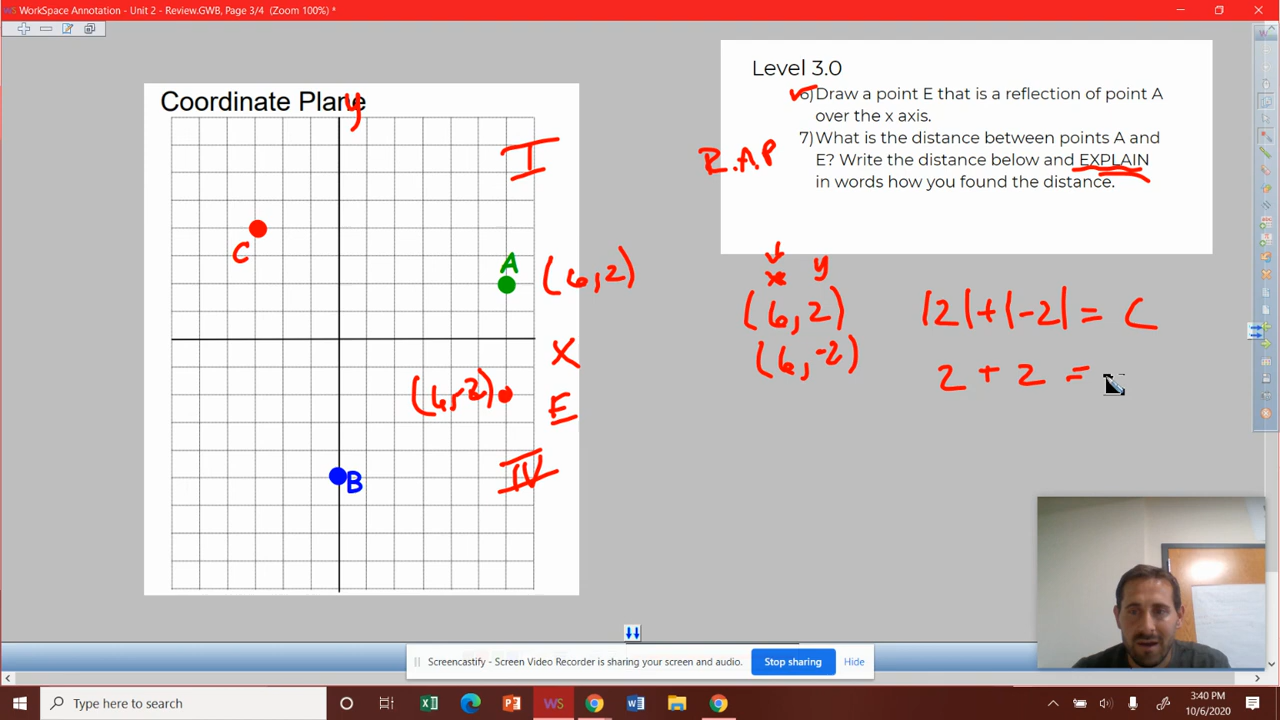 WorkSpace Annotation - Unit 2 - Review.GWB, Page 3/4 (Zoom 100%) *
Coordinate Plane
y
I
C
A
(6,2)
X
(6,-2)
E
B
IV
Level 3.0
6) Draw a point E that is a reflection of point A
over the x axis.
7) What is the distance between points A and
E? Write the distance below and EXPLAIN
in words how you found the distance.
R.A.P
x y
(6,2)
(6,-2)
|2|+|-2|= C
2 + 2 =
Screencastify - Screen Video Recorder is sharing your screen and audio.
Stop sharing
Hide
Type here to search
3:40 PM
10/6/2020